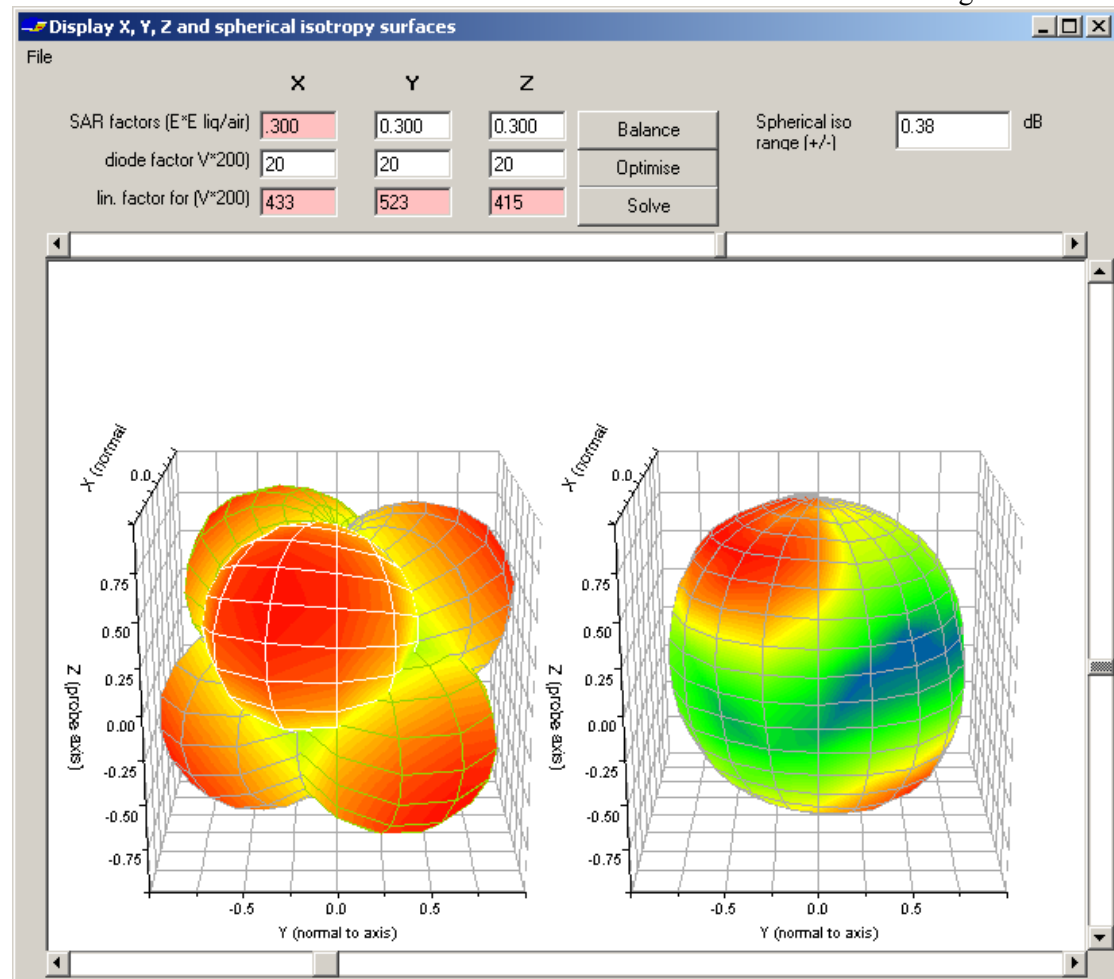 Display X, Y, Z and spherical isotropy surfaces
File
X Y Z
SAR factors (E*E liq/air) .300 0.300 0.300 Balance Spherical iso range (+/-) 0.38 dB
diode factor V*200) 20 20 20 Optimise
lin. factor for (V*200) 433 523 415 Solve
X (normal
0.0
0.75
0.50
0.25
0.00
-0.25
-0.50
-0.75
Z (probe axis)
-0.5 0.0 0.5
Y (normal to axis)
X (normal
0.0
0.75
0.50
0.25
0.00
-0.25
-0.50
-0.75
Z (probe axis)
-0.5 0.0 0.5
Y (normal to axis)